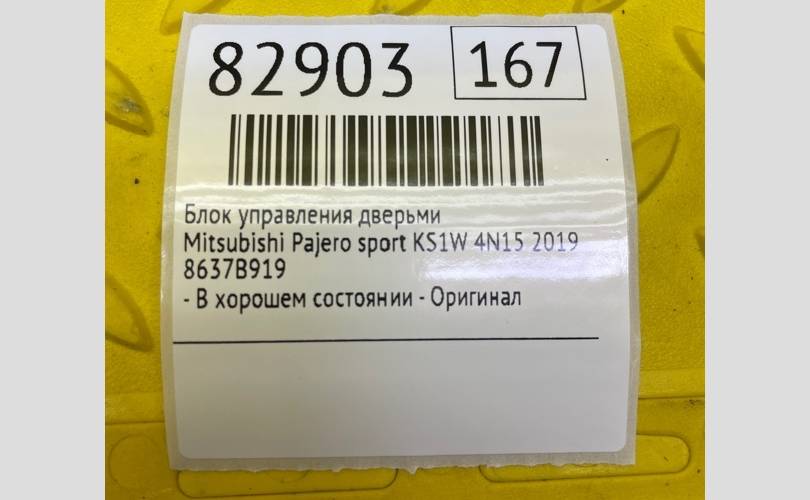 82903 167
Блок управления дверьми
Mitsubishi Pajero sport KS1W 4N15 2019
8637B919
- В хорошем состоянии - Оригинал